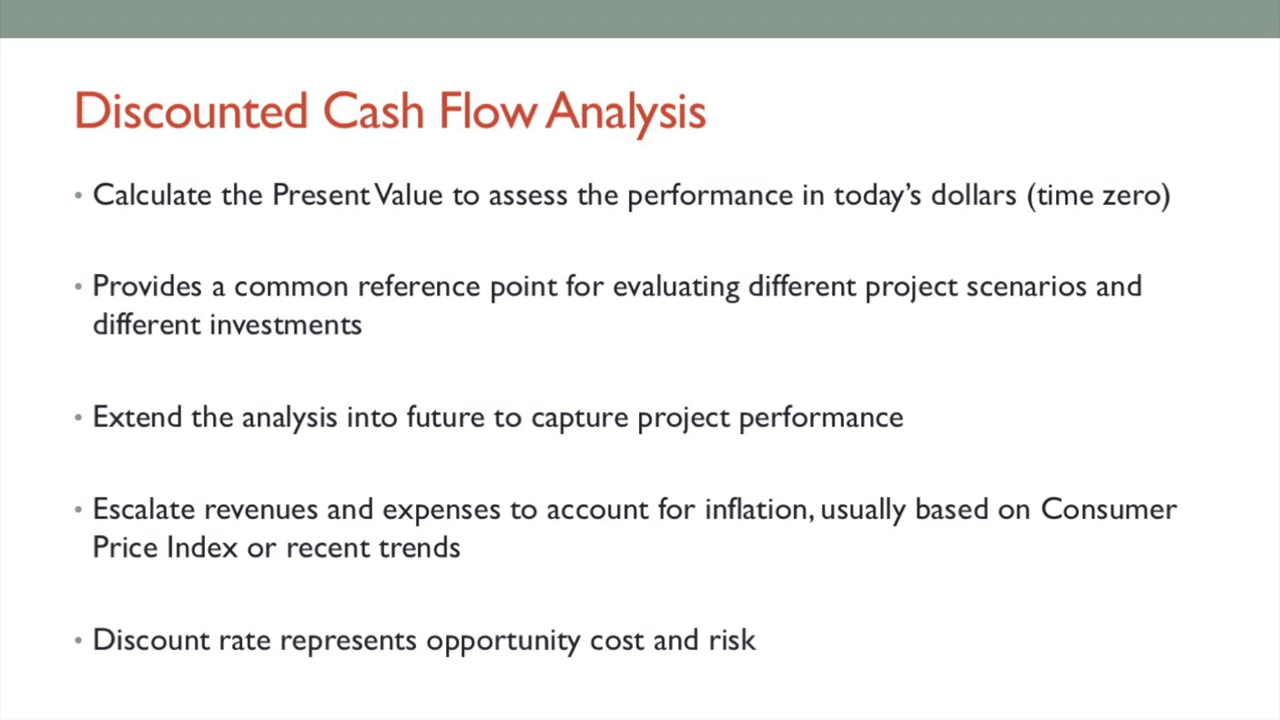 Discounted Cash Flow Analysis
• Calculate the Present Value to assess the performance in today’s dollars (time zero)
• Provides a common reference point for evaluating different project scenarios and
different investments
• Extend the analysis into future to capture project performance
• Escalate revenues and expenses to account for inflation, usually based on Consumer
Price Index or recent trends
• Discount rate represents opportunity cost and risk